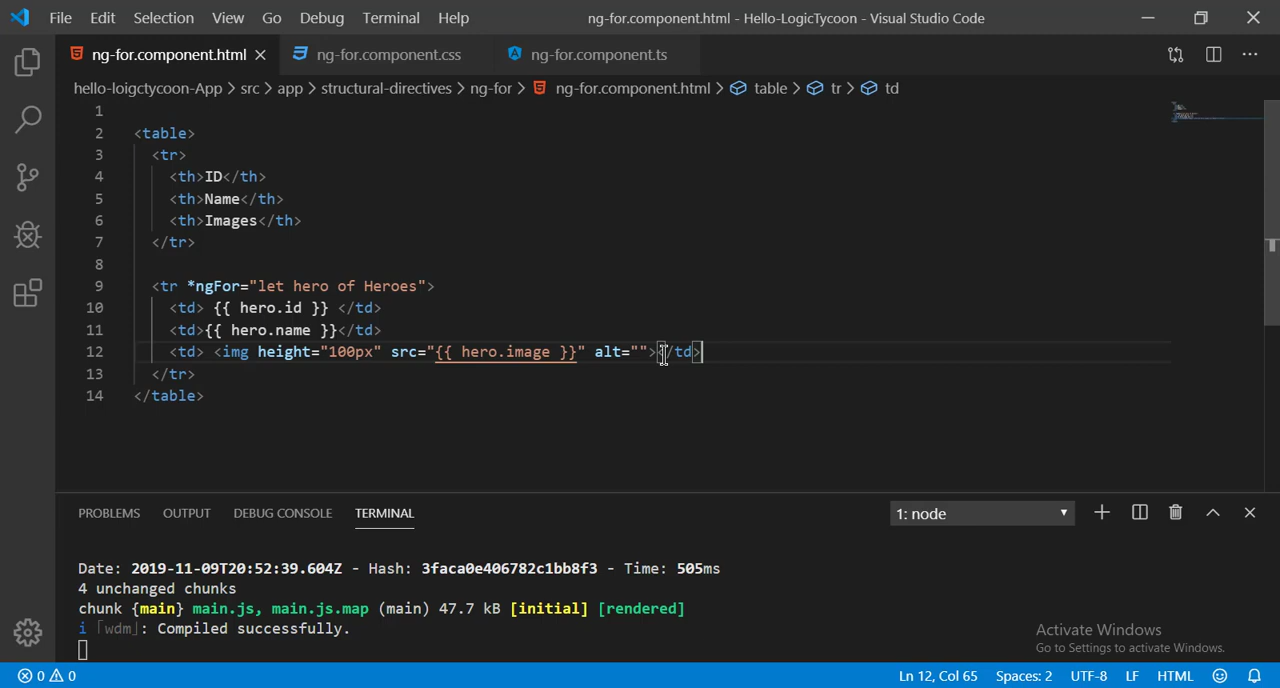 File Edit Selection View Go Debug Terminal Help ng-for.component.html - Hello-LogicTycoon - Visual Studio Code
ng-for.component.html ng-for.component.css ng-for.component.ts
hello-loigctycoon-App > src > app > structural-directives > ng-for > ng-for.component.html > table > tr > td
1
2 <table>
3 <tr>
4 <th>ID</th>
5 <th>Name</th>
6 <th>Images</th>
7 </tr>
8
9 <tr *ngFor="let hero of Heroes">
10 <td> {{ hero.id }} </td>
11 <td>{{ hero.name }}</td>
12 <td> <img height="100px" src="{{ hero.image }}" alt=""></td>
13 </tr>
14 </table>
PROBLEMS OUTPUT DEBUG CONSOLE TERMINAL 1: node
Date: 2019-11-09T20:52:39.604Z - Hash: 3faca0e406782c1bb8f3 - Time: 505ms
4 unchanged chunks
chunk {main} main.js, main.js.map (main) 47.7 kB [initial] [rendered]
i ｢wdm｣: Compiled successfully.
Activate Windows
Go to Settings to activate Windows.
0 0 Ln 12, Col 65 Spaces: 2 UTF-8 LF HTML